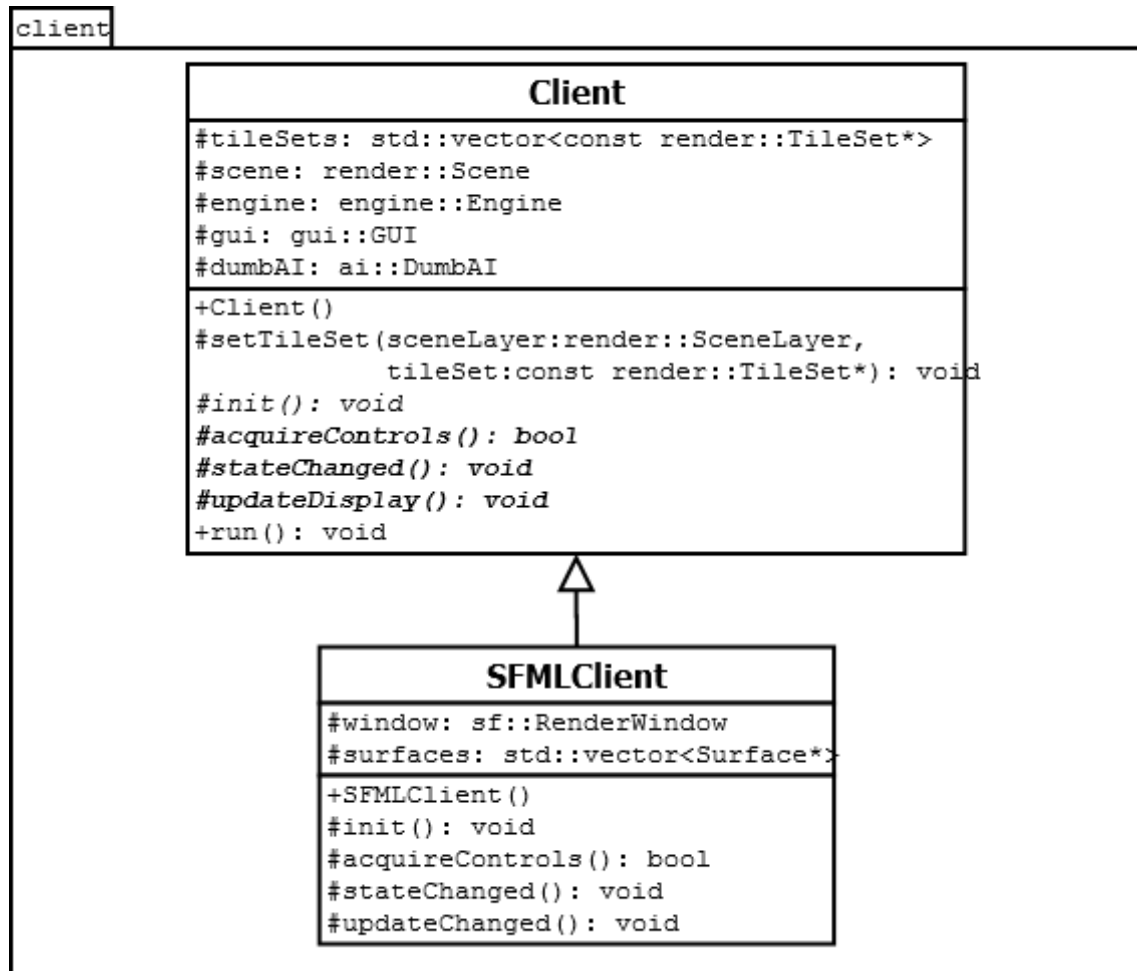 client
Client
#tileSets: std::vector<const render::TileSet*>
#scene: render::Scene
#engine: engine::Engine
#gui: gui::GUI
#dumbAI: ai::DumbAI
+Client()
#setTileSet(sceneLayer:render::SceneLayer,
tileSet:const render::TileSet*): void
#init(): void
#acquireControls(): bool
#stateChanged(): void
#updateDisplay(): void
+run(): void
SFMLClient
#window: sf::RenderWindow
#surfaces: std::vector<Surface*>
+SFMLClient()
#init(): void
#acquireControls(): bool
#stateChanged(): void
#updateChanged(): void